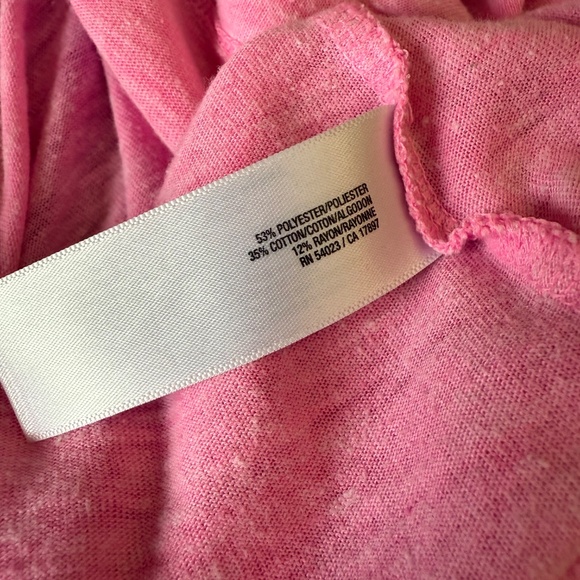 53% POLYESTER/POLIESTER
35% COTTON/COTON/ALGODON
12% RAYON/RAYONNE
RN 54023 / CA 17897